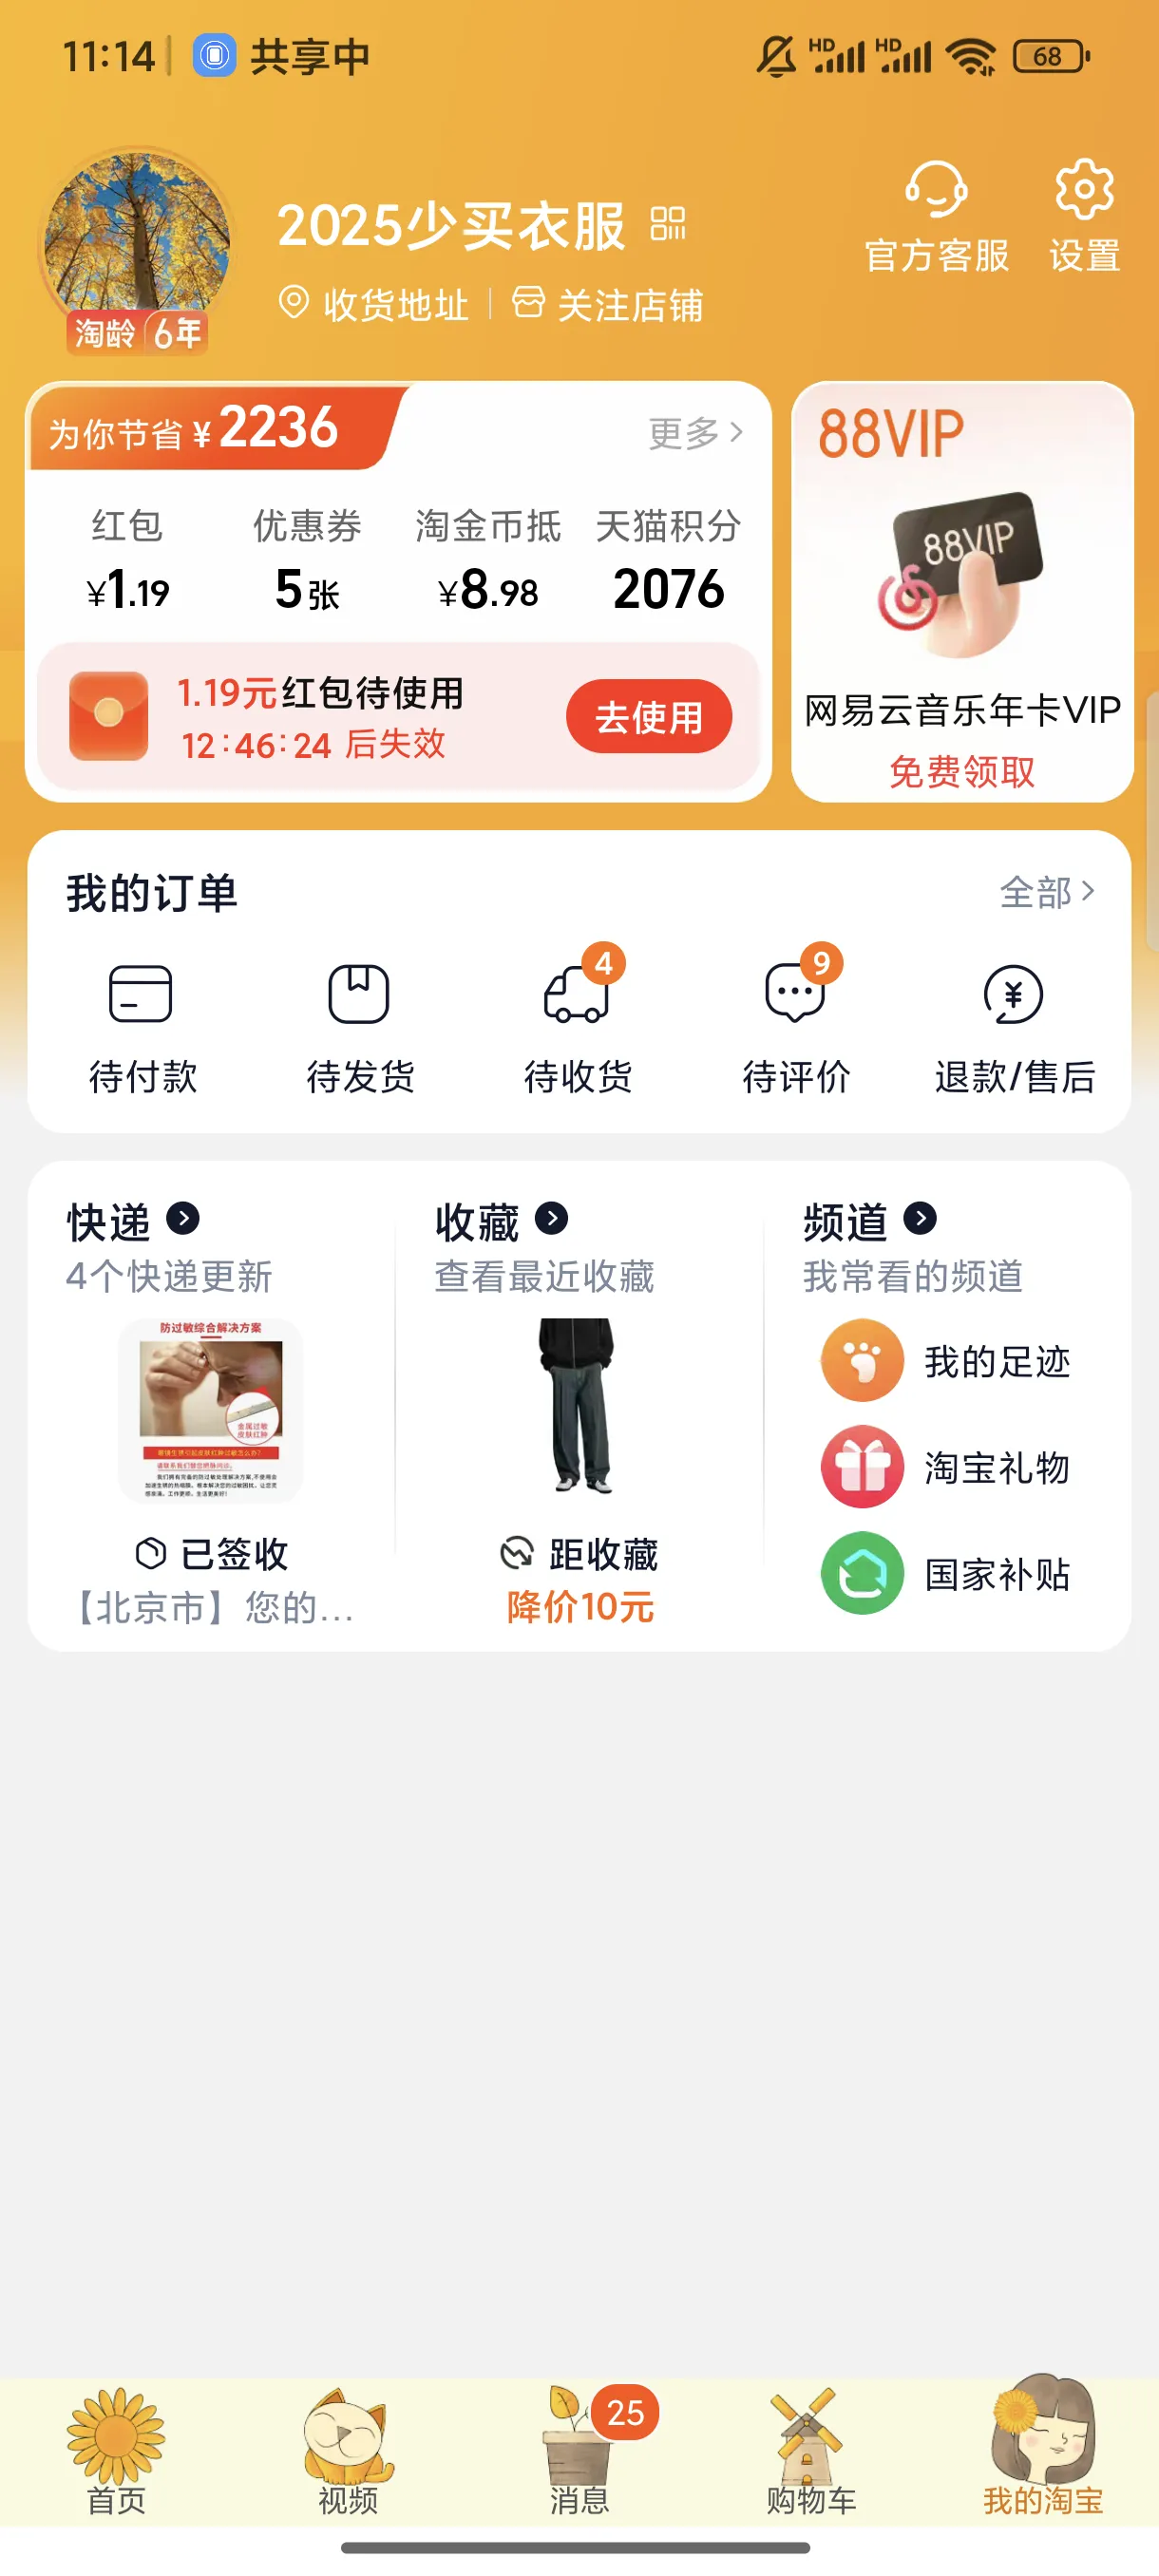 11:14
共享中
HD
HD
68
官方客服
设置
2025少买衣服
收货地址
关注店铺
淘龄 6年
为你节省 ¥2236
更多
红包 优惠券 淘金币抵 天猫积分
¥1.19 5张 ¥8.98 2076
1.19元红包待使用
12:46:24 后失效
去使用
88VIP
88VIP
网易云音乐年卡VIP
免费领取
我的订单
全部
4
9
待付款 待发货 待收货 待评价 退款/售后
快递
4个快递更新
防过敏综合解决方案
金属过敏
皮肤红肿
已签收
【北京市】您的...
收藏
查看最近收藏
距收藏
降价10元
频道
我常看的频道
我的足迹
淘宝礼物
国家补贴
25
首页 视频 消息 购物车 我的淘宝